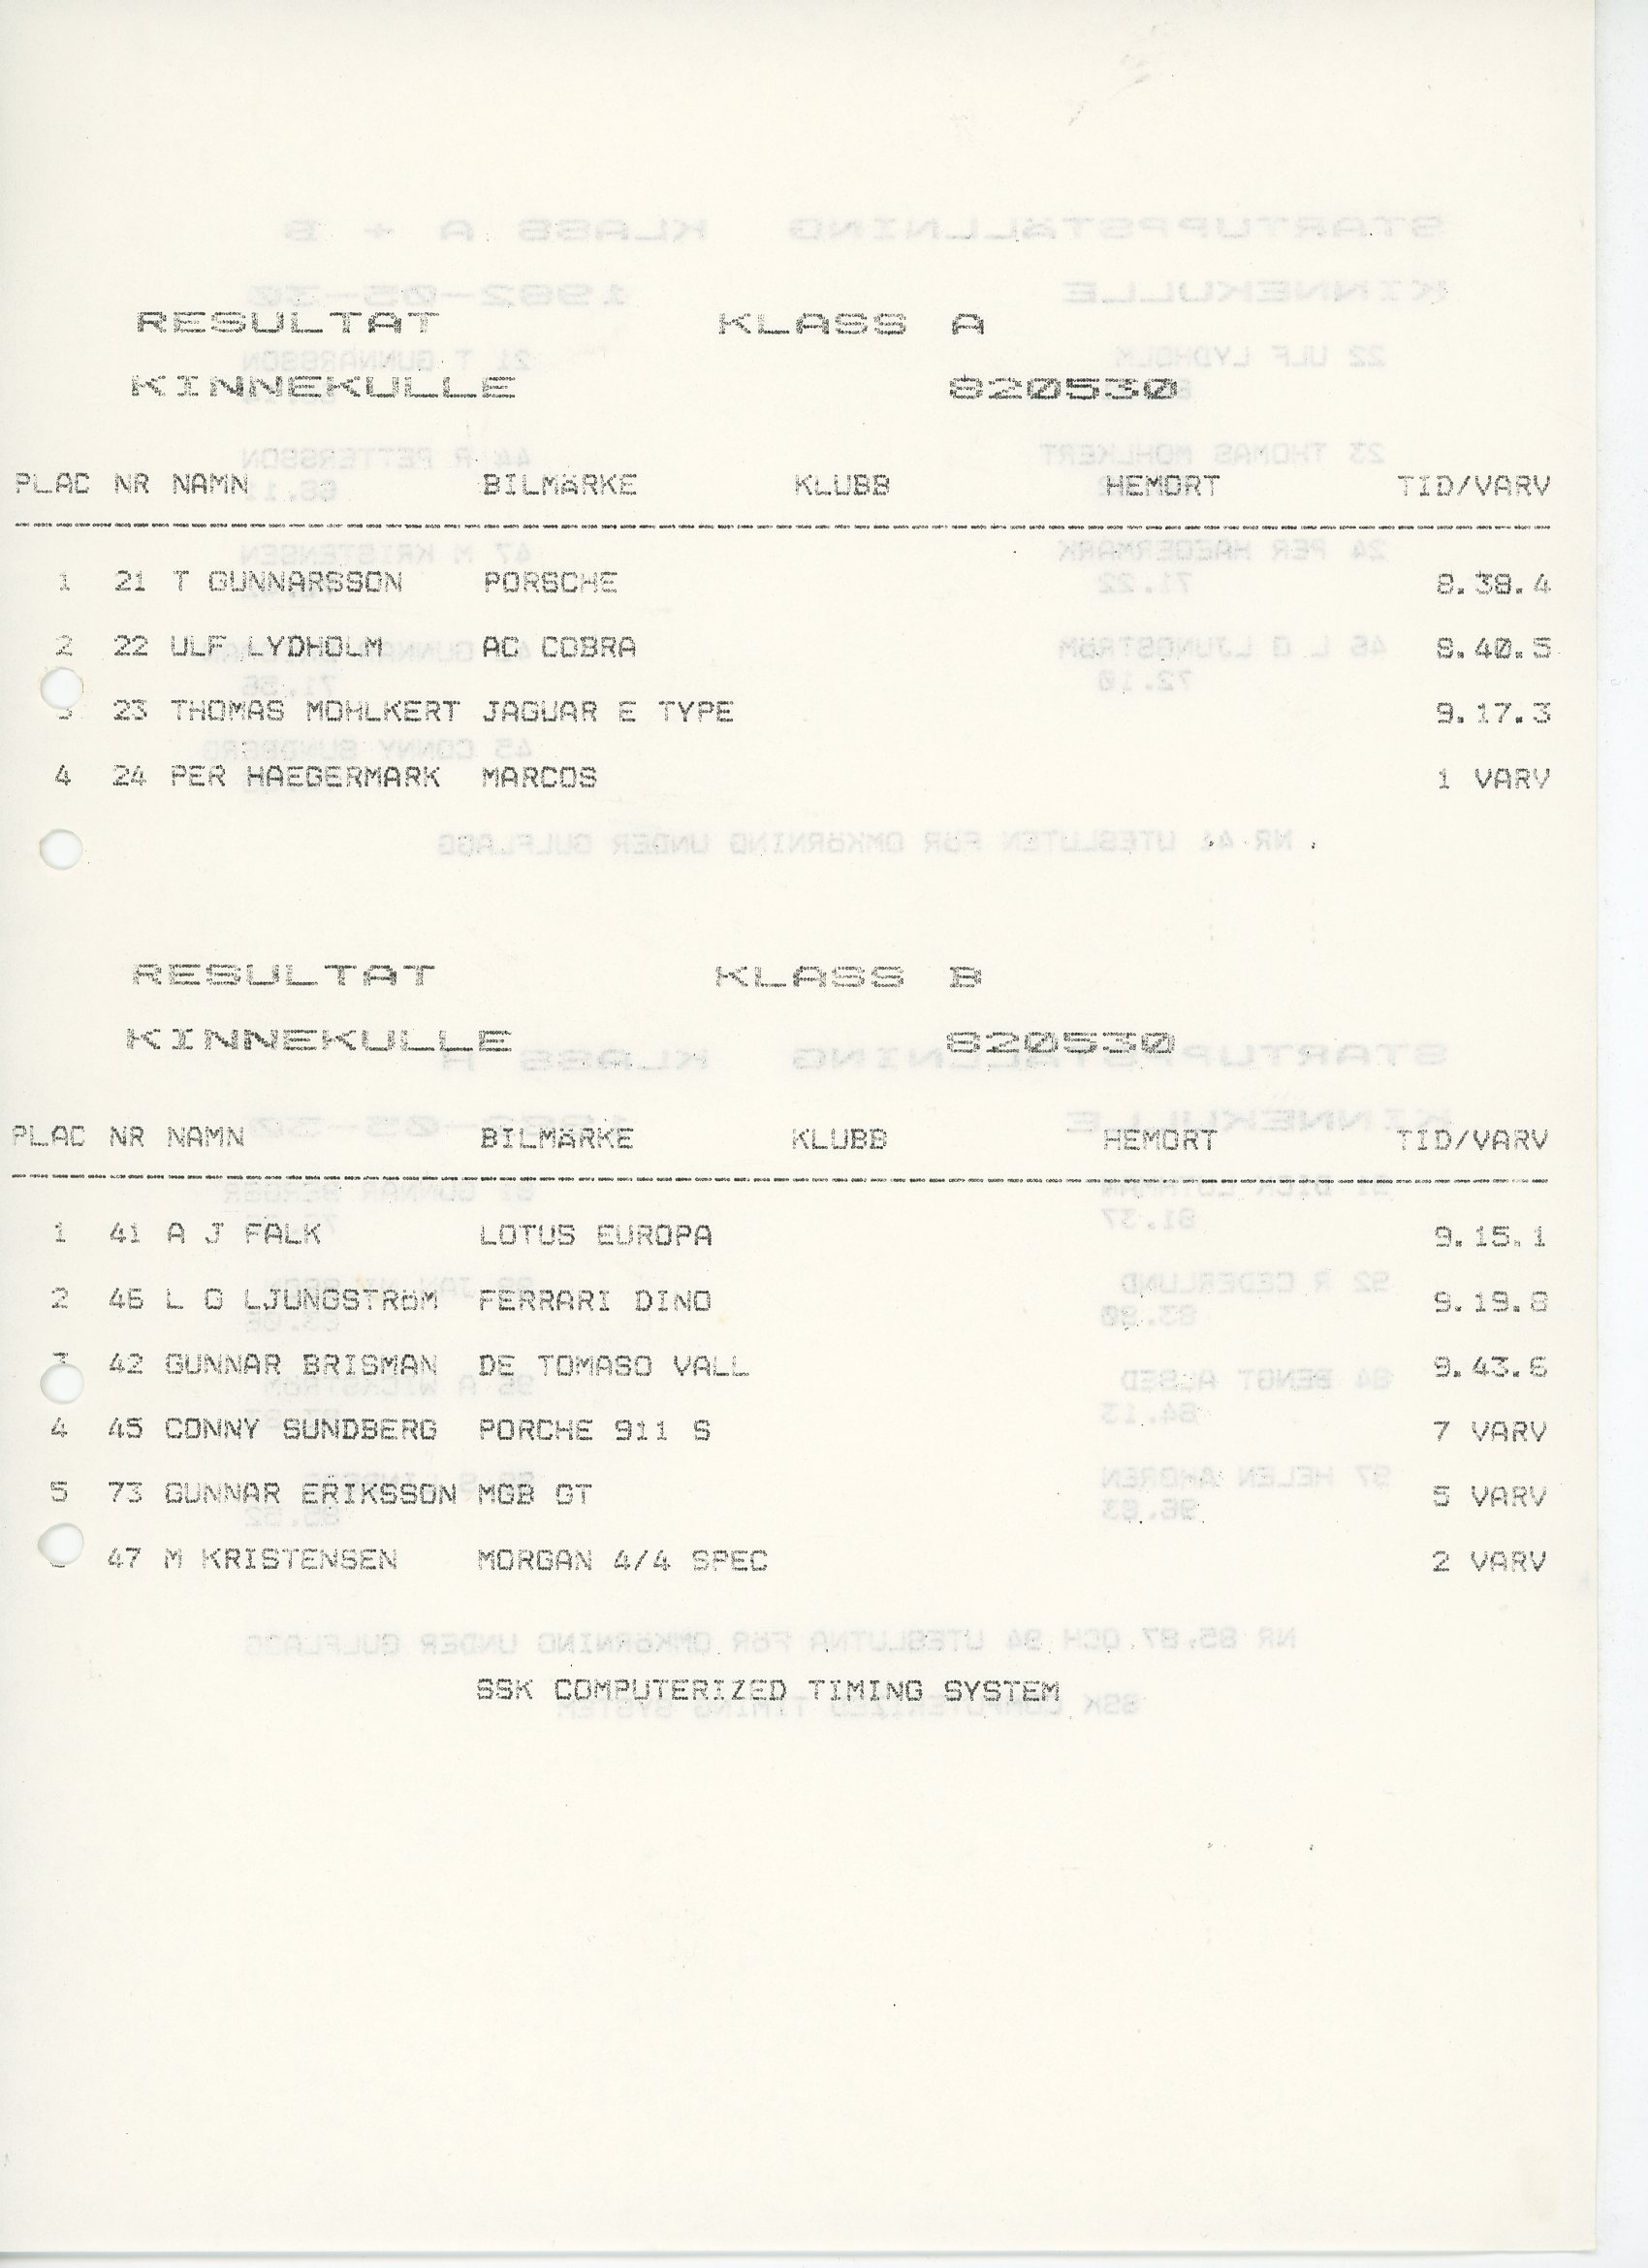 RESULTAT KLASS A
KINNEKULLE 820530
PLAC NR NAMN BILMÄRKE KLUBB HEMORT TID/VARV
1 21 T GUNNARSSON PORSCHE 8.38.4
2 22 ULF LYDHOLM AC COBRA 8.40.5
23 THOMAS MOHLKERT JAGUAR E TYPE 9.17.3
4 24 PER HAEGERMARK MARCOS 1 VARV
RESULTAT KLASS B
KINNEKULLE 820530
PLAC NR NAMN BILMÄRKE KLUBB HEMORT TID/VARV
1 41 A J FALK LOTUS EUROPA 9.15.1
2 46 L G LJUNGSTRÖM FERRARI DINO 9.19.8
3 42 GUNNAR BRISMAN DE TOMASO VALL 9.43.6
4 45 CONNY SUNDBERG PORCHE 911 S 7 VARV
5 73 GUNNAR ERIKSSON MGB GT 5 VARV
47 M KRISTENSEN MORGAN 4/4 SPEC 2 VARV
SSK COMPUTERIZED TIMING SYSTEM